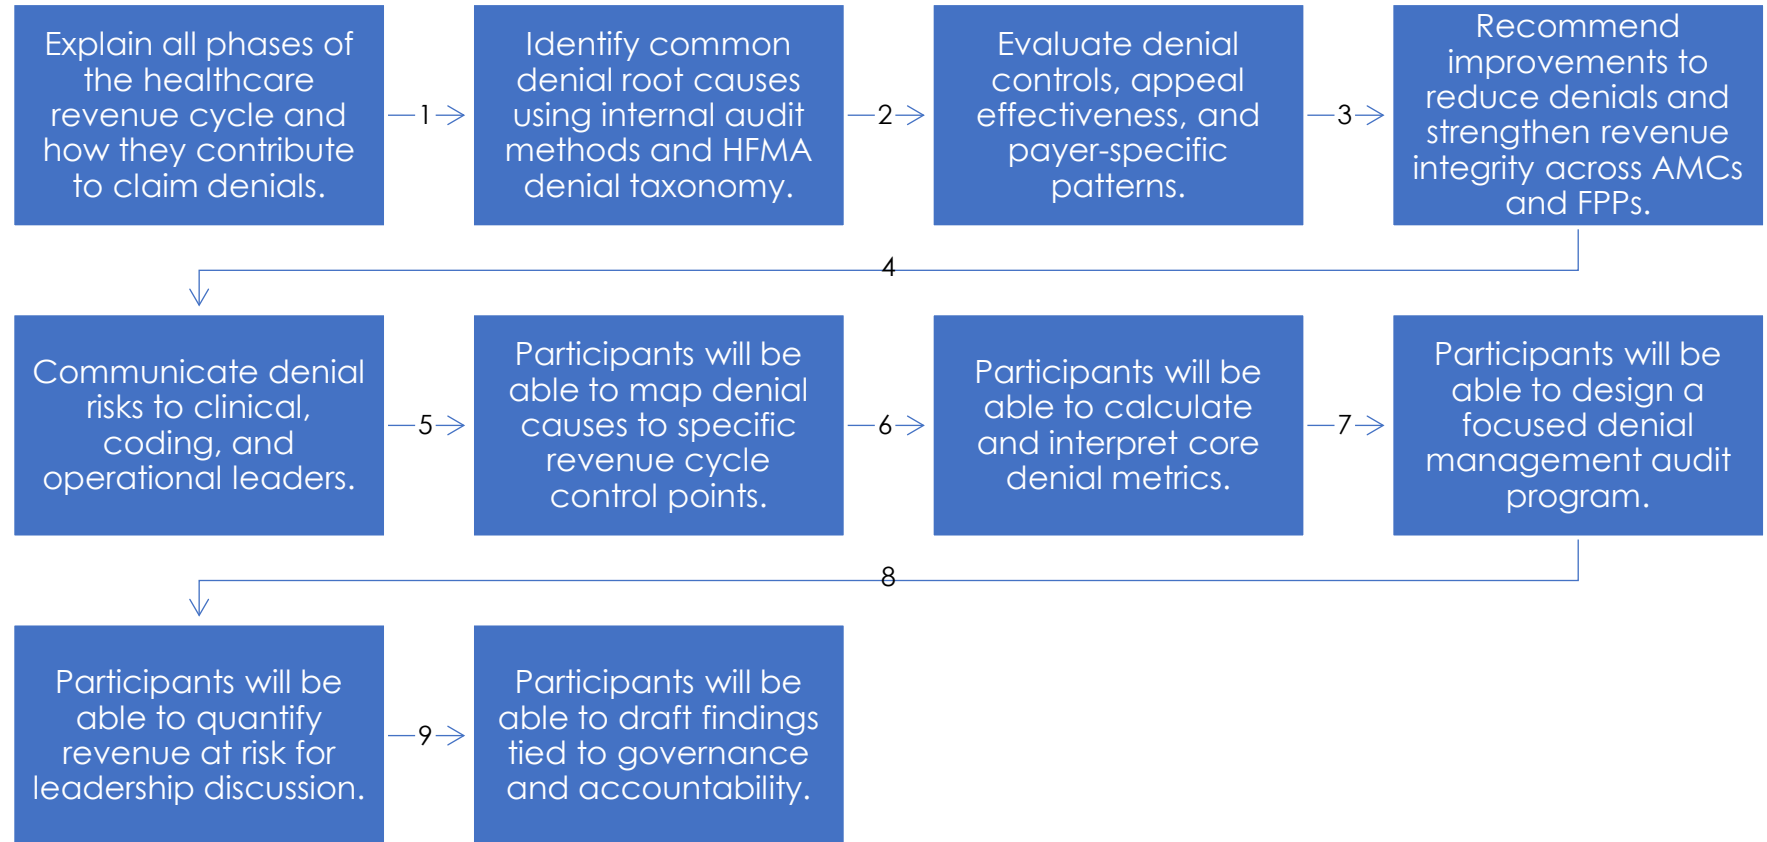 Explain all phases of
the healthcare
revenue cycle and
how they contribute
to claim denials.
1
Identify common
denial root causes
using internal audit
methods and HFMA
denial taxonomy.
2
Evaluate denial
controls, appeal
effectiveness, and
payer-specific
patterns.
3
Recommend
improvements to
reduce denials and
strengthen revenue
integrity across AMCs
and FPPs.
4
Communicate denial
risks to clinical,
coding, and
operational leaders.
5
Participants will be
able to map denial
causes to specific
revenue cycle
control points.
6
Participants will be
able to calculate
and interpret core
denial metrics.
7
Participants will be
able to design a
focused denial
management audit
program.
8
Participants will be
able to quantify
revenue at risk for
leadership discussion.
9
Participants will be
able to draft findings
tied to governance
and accountability.